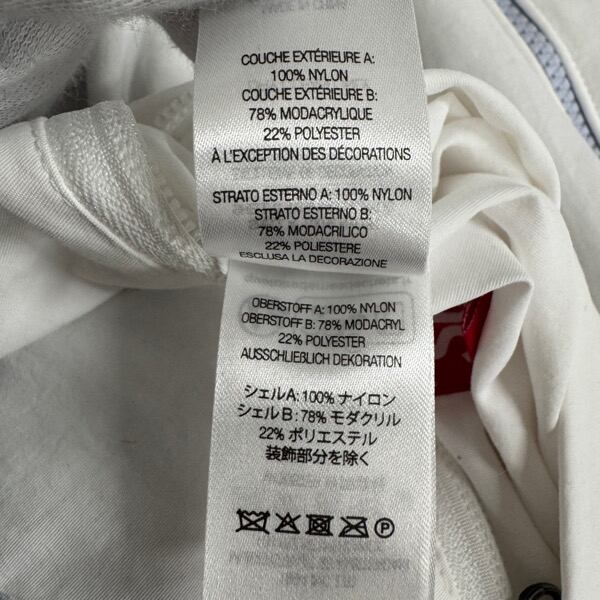 MADE IN CHINA
COUCHE EXTÉRIEURE A:
100% NYLON
COUCHE EXTÉRIEURE B:
78% MODACRYLIQUE
22% POLYESTER
À L'EXCEPTION DES DÉCORATIONS
STRATO ESTERNO A: 100% NYLON
STRATO ESTERNO B:
78% MODACRILICO
22% POLIESTERE
ESCLUSA LA DECORAZIONE
OBERSTOFF A: 100% NYLON
OBERSTOFF B: 78% MODACRYL
22% POLYESTER
AUSSCHLIEßLICH DEKORATION
シェルA: 100% ナイロン
シェルB: 78% モダクリル
22% ポリエステル
装飾部分を除く
P